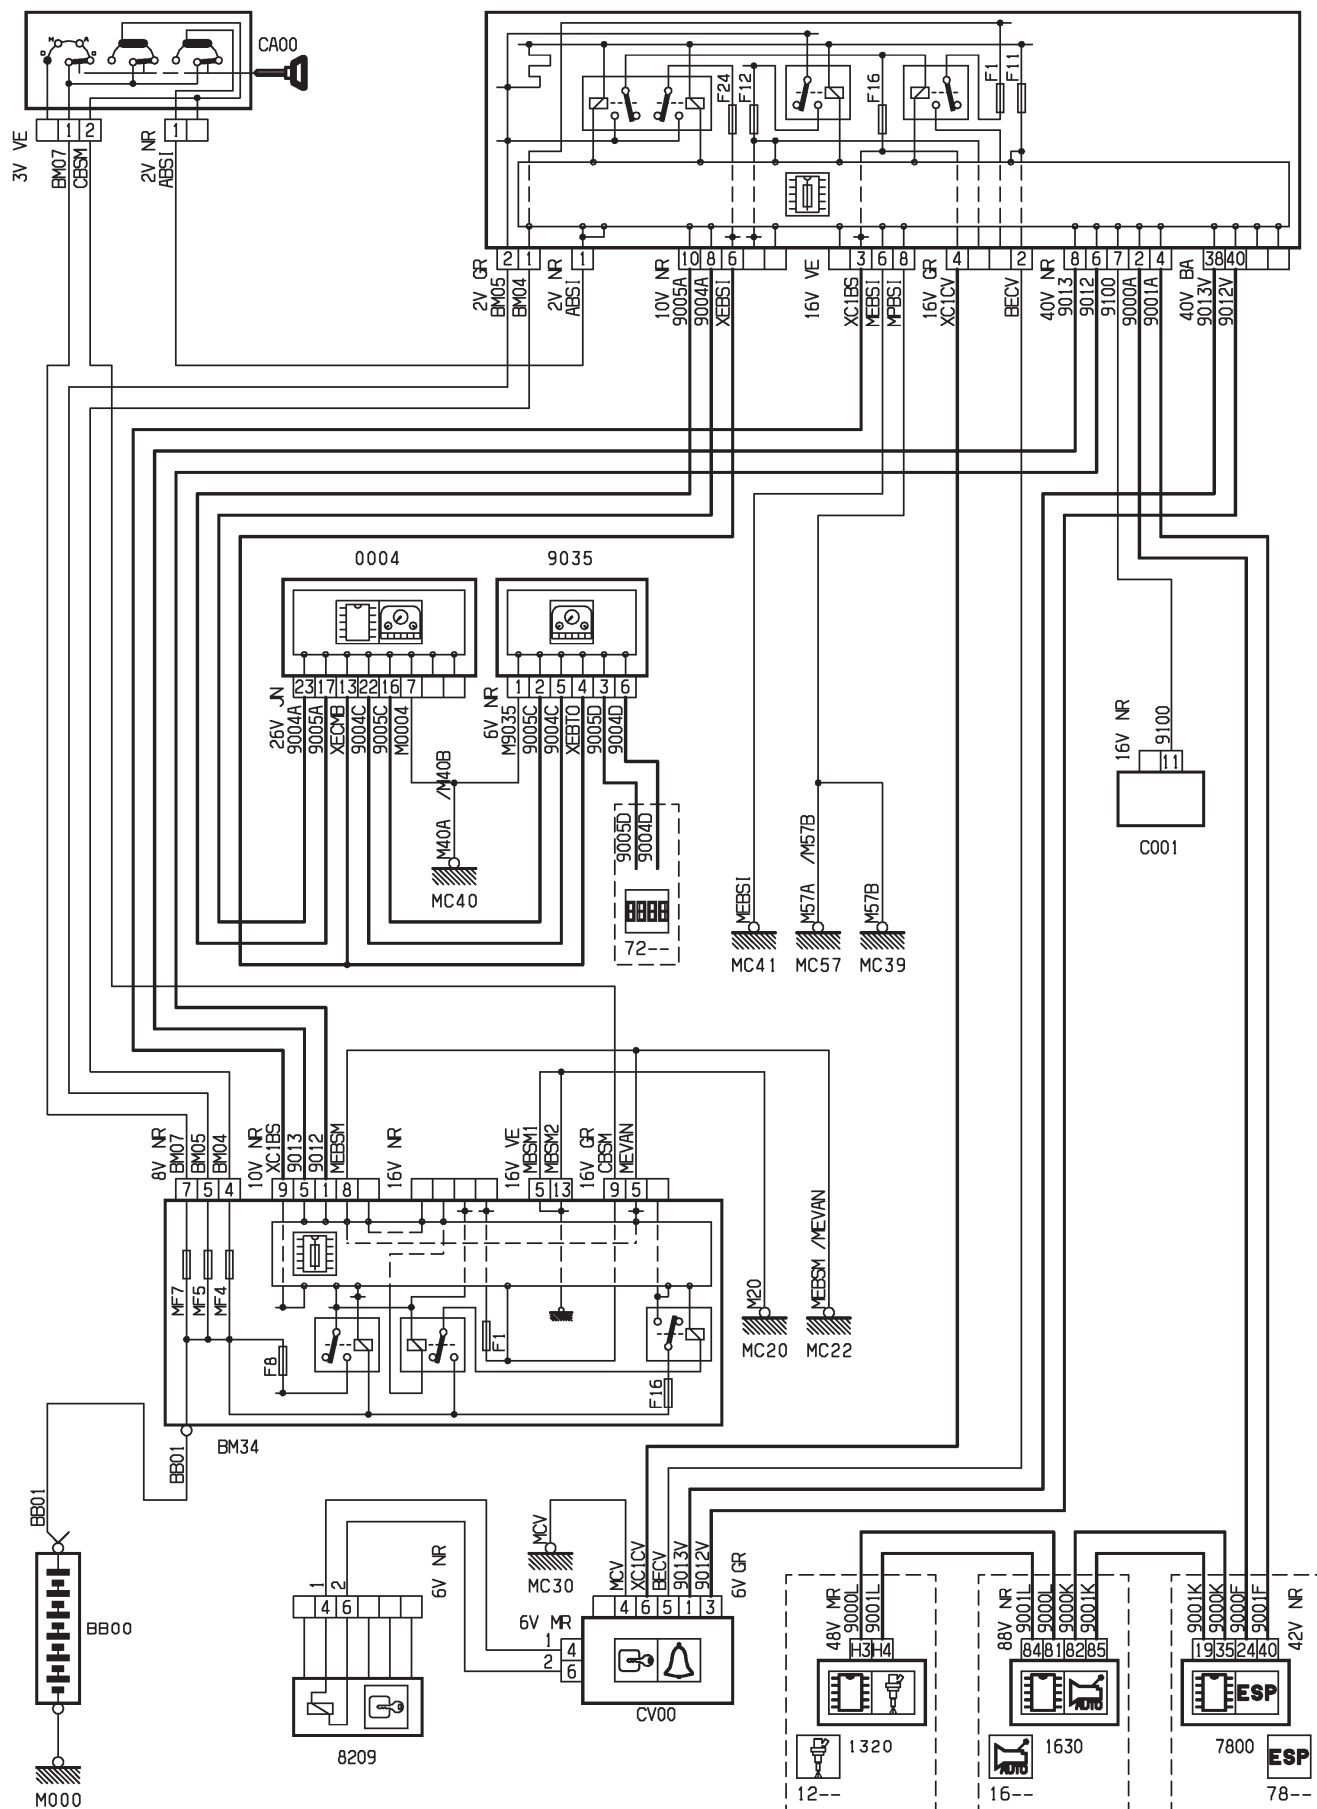 CA00
H A
D G
1 2
1
3V VE
BM07
CBSM
2V NR
ABSI
F24
F12
F16
F1
F11
2 1
1
10 8 6
3 6 8
4
2
8 6 7 2 4
38 40
2V GR
BM05
BM04
2V NR
ABSI
10V NR
9005A
9004A
XEBSI
16V VE
XC1BS
MEBSI
MPBSI
16V GR
XC1CV
BECV
40V NR
9013
9012
9100
9000A
9001A
40V BA
9013V
9012V
0004
9035
23 17 13 22 16 7
1 2 5 4 3 6
26V JN
9004A
9005A
XECMB
9004C
9005C
M0004
6V NR
M9035
9005C
9004C
XEBTO
9005D
9004D
M40A /M40B
MC40
9005D
9004D
72--
16V NR
9100
11
C001
MEBSI
M57A /M57B
M57B
MC41
MC57
MC39
8V NR
BM07
BM05
BM04
10V NR
XC1BS
9013
9012
MEBSM
16V NR
16V VE
MBSM1
MBSM2
16V GR
CBSM
MEVAN
7 5 4
9 5 1 8
5 13
9 5
MF7
MF5
MF4
F8
F1
F16
M20
MEBSM /MEVAN
MC20
MC22
BM34
BB01
BB01
BB00
M000
1
2
6V NR
4 6
8209
MCV
MC30
MCV
XC1CV
BECV
9013V
9012V
6V GR
4 6 5 1 3
6V MR
1
2
4
6
CV00
48V MR
9000L
9001L
H3 H4
1320
12--
88V NR
9001L
9000L
9000K
9001K
84 81 82 85
AUTO
1630
AUTO
16--
9001K
9000K
9000F
9001F
42V NR
19 35 24 40
ESP
7800
ESP
78--